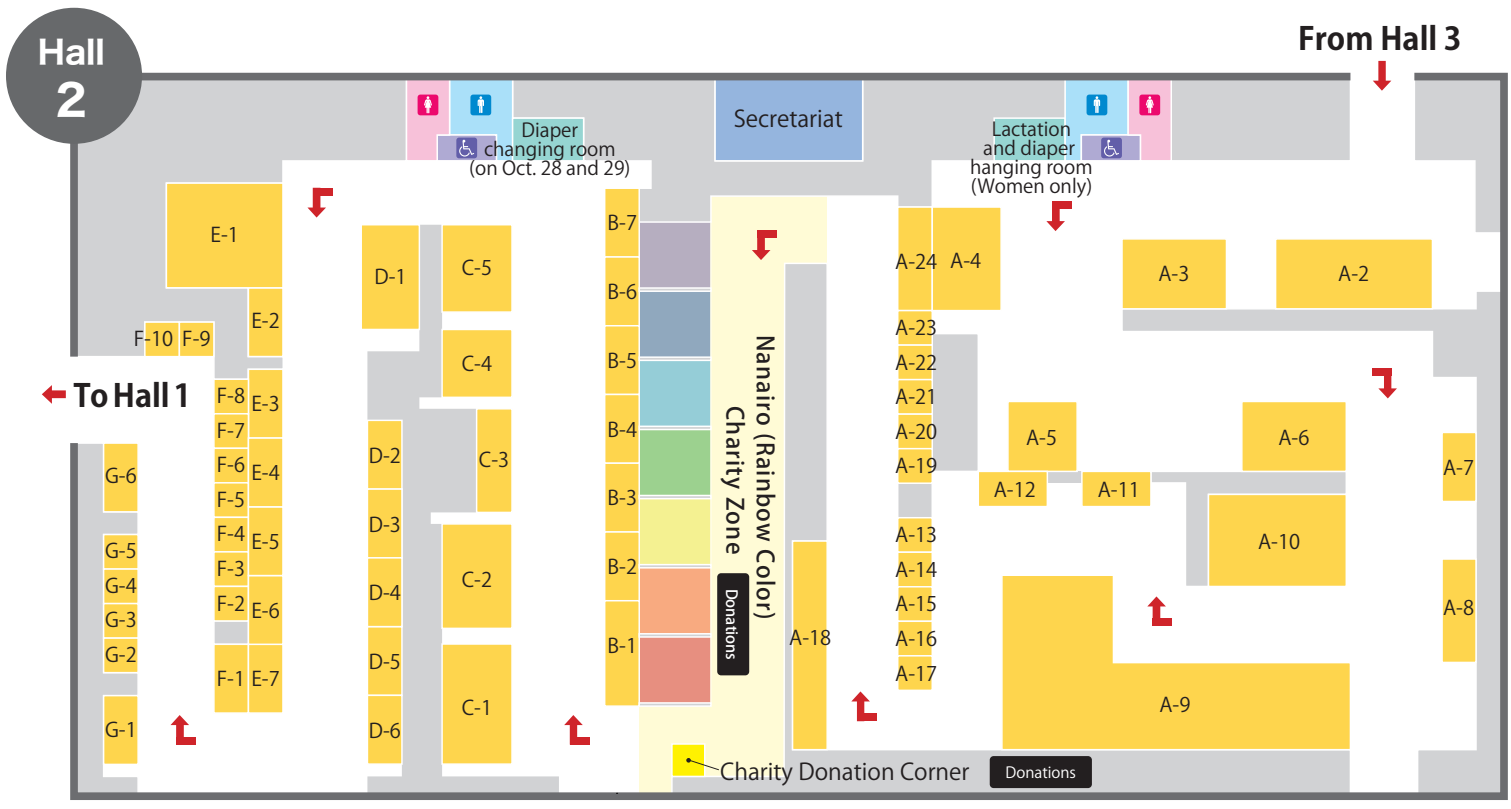 Hall
2
From Hall 3
Secretariat
Diaper
changing room
(on Oct. 28 and 29)
Lactation
and diaper
hanging room
(Women only)
E-1
E-2
F-10
F-9
To Hall 1
F-8
F-7
F-6
F-5
F-4
F-3
F-2
F-1
E-3
E-4
E-5
E-6
E-7
G-6
G-5
G-4
G-3
G-2
G-1
D-1
D-2
D-3
D-4
D-5
D-6
C-5
C-4
C-3
C-2
C-1
B-7
B-6
B-5
B-4
B-3
B-2
B-1
Nanairo (Rainbow Color)
Charity Zone
Donations
A-18
A-24
A-4
A-23
A-22
A-21
A-20
A-19
A-13
A-14
A-15
A-16
A-17
A-3
A-2
A-5
A-6
A-7
A-12
A-11
A-10
A-8
A-9
Charity Donation Corner
Donations